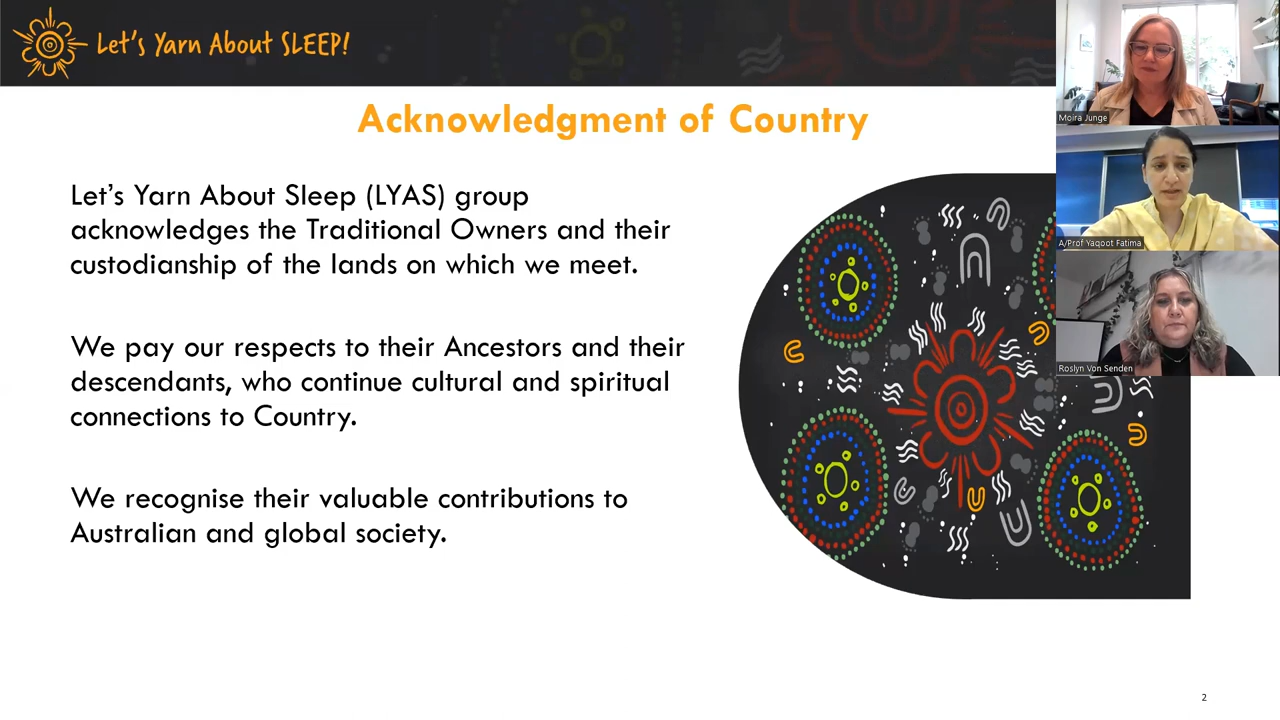 Let's Yarn About SLEEP!
Moira Junge
Acknowledgment of Country
A/Prof Yaqoot Fatima
Let's Yarn About Sleep (LYAS) group
acknowledges the Traditional Owners and their
custodianship of the lands on which we meet.
Roslyn Von Senden
We pay our respects to their Ancestors and their
descendants, who continue cultural and spiritual
connections to Country.
We recognise their valuable contributions to
Australian and global society.
2